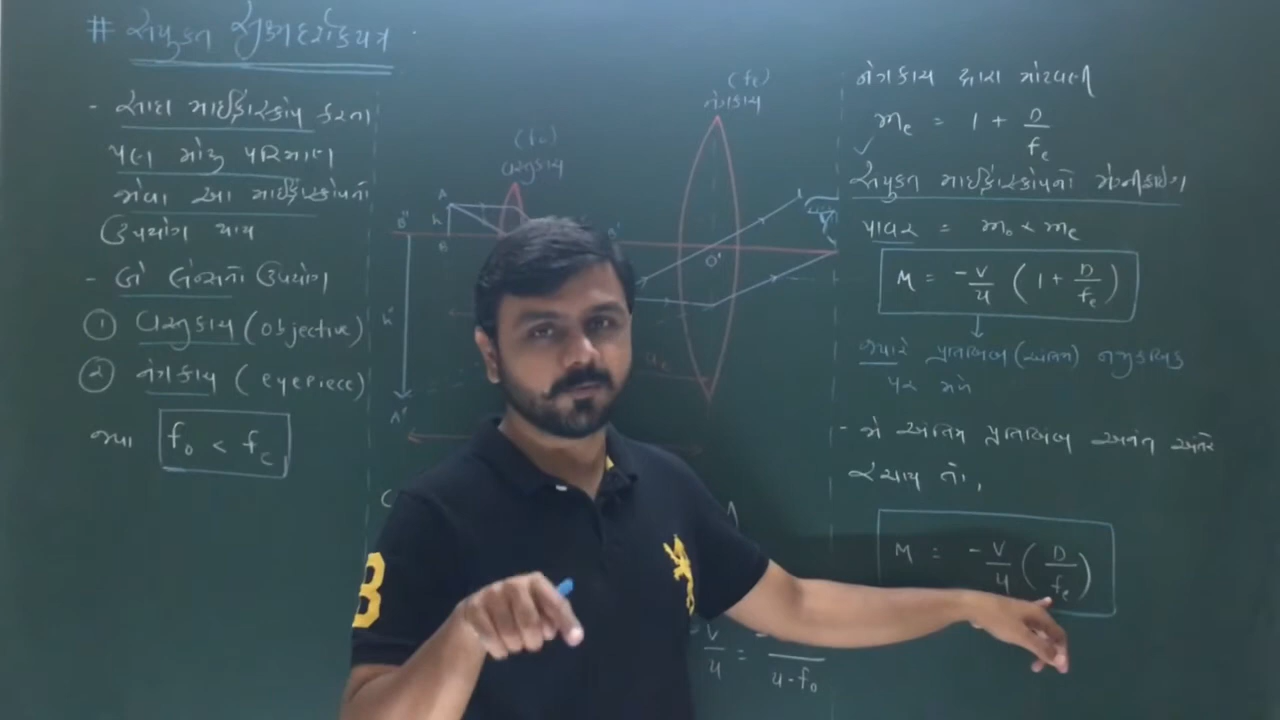 # સંયુક્ત સૂક્ષ્મદર્શકયંત્ર
- સાદા માઈક્રોસ્કોપ કરતા
પણ મોટુ પરિમાણ
મેળવવા આ માઈક્રોસ્કોપનો
ઉપયોગ થાય
- બે લેન્સનો ઉપયોગ
① વસ્તુકાચ (objective)
② નેત્રકાચ (eyepiece)
જ્યાં
f₀ < fₑ
(f₀)
વસ્તુકાચ
(fₑ)
નેત્રકાચ
A
h
B
B"
B'
O'
h'
A"
નેત્રકાચ દ્વારા મોટવણી
mₑ = 1 + D/fₑ
સંયુક્ત માઈક્રોસ્કોપનો મેગ્નીફાઈંગ
પાવર = m₀ × mₑ
M = -v/u (1 + D/fₑ)
જ્યારે પ્રતિબિંબ (અંતિમ) નજીકબિંદુ
પર મળે
- જો અંતિમ પ્રતિબિંબ અનંત અંતરે
રચાય તો,
M = -v/u (D/fₑ)
v/u =
u-f₀